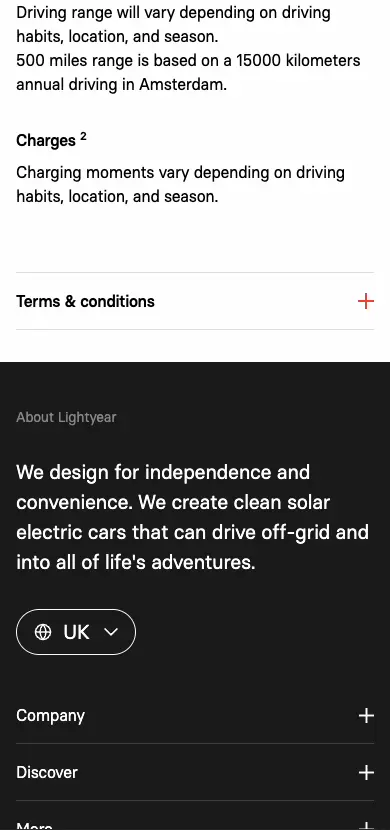 Driving range will vary depending on driving
habits, location, and season.
500 miles range is based on a 15000 kilometers
annual driving in Amsterdam.
Charges 2
Charging moments vary depending on driving
habits, location, and season.
Terms & conditions
About Lightyear
We design for independence and
convenience. We create clean solar
electric cars that can drive off-grid and
into all of life's adventures.
UK
Company
Discover
More